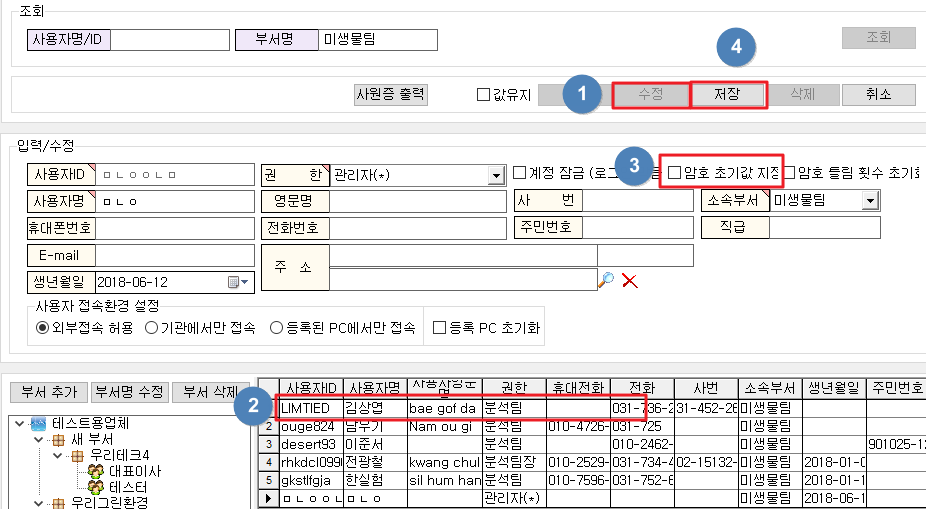 조회
사용자명/ID 부서명 미생물팀 조회
4
사원증 출력 값유지 1 수정 저장 삭제 취소
입력/수정
사용자ID ㅁㄴㅇㅇㄴㅁ 권 한 관리자(*) 계정 잠금 (로그 3 암호 초기값 지정 암호 틀림 횟수 초기화
사용자명 ㅁㄴㅇ 영문명 사 번 소속부서 미생물팀
휴대폰번호 전화번호 주민번호 직급
E-mail 주 소
생년월일 2018-06-12
사용자 접속환경 설정
외부접속 허용 기관에서만 접속 등록된 PC에서만 접속 등록 PC 초기화
부서 추가 부서명 수정 부서 삭제
테스트용업체
새 부서
우리테크4
대표이사
테스터
우리그린환경
2
사용자ID 사용자명 사용자영문명 권한 휴대전화 전화 사번 소속부서 생년월일 주민번호
LIMTIED 김상엽 bae gof da 분석팀 031-736-2 31-452-26 미생물팀
2 ouge824 남우기 Nam ou gi 분석팀 010-4726- 031-725 미생물팀
3 desert93 이준서 분석팀 010-2462- 미생물팀 901025-1
4 rhkdcl099 전광철 kwang chul 분석팀장 010-2529- 031-734-4 02-15132- 미생물팀 2018-01-0
5 gkstlfgja 한실험 sil hum han 분석팀 010-7596- 031-752-6 미생물팀 2018-01-1
ㅁㄴㅇㅇㄴ ㅁㄴㅇ 관리자(*) 미생물팀 2018-06-1